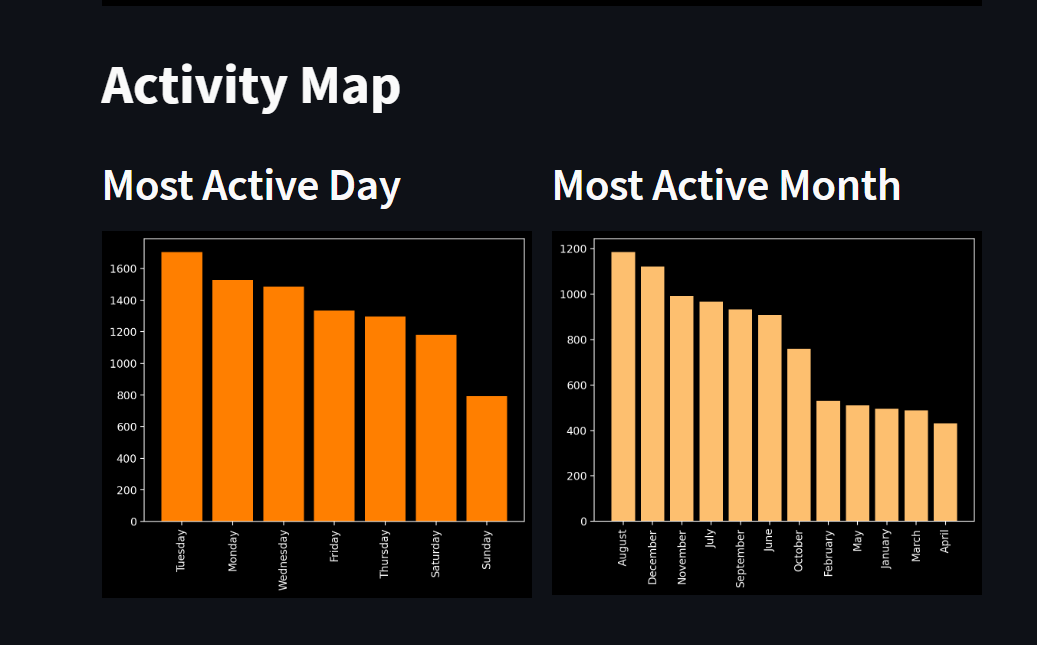 Activity Map
Most Active Day
Most Active Month
1600
1400
1200
1000
800
600
400
200
0
Tuesday
Monday
Wednesday
Friday
Thursday
Saturday
Sunday
1200
1000
800
600
400
200
0
August
December
November
July
September
June
October
February
May
January
March
April